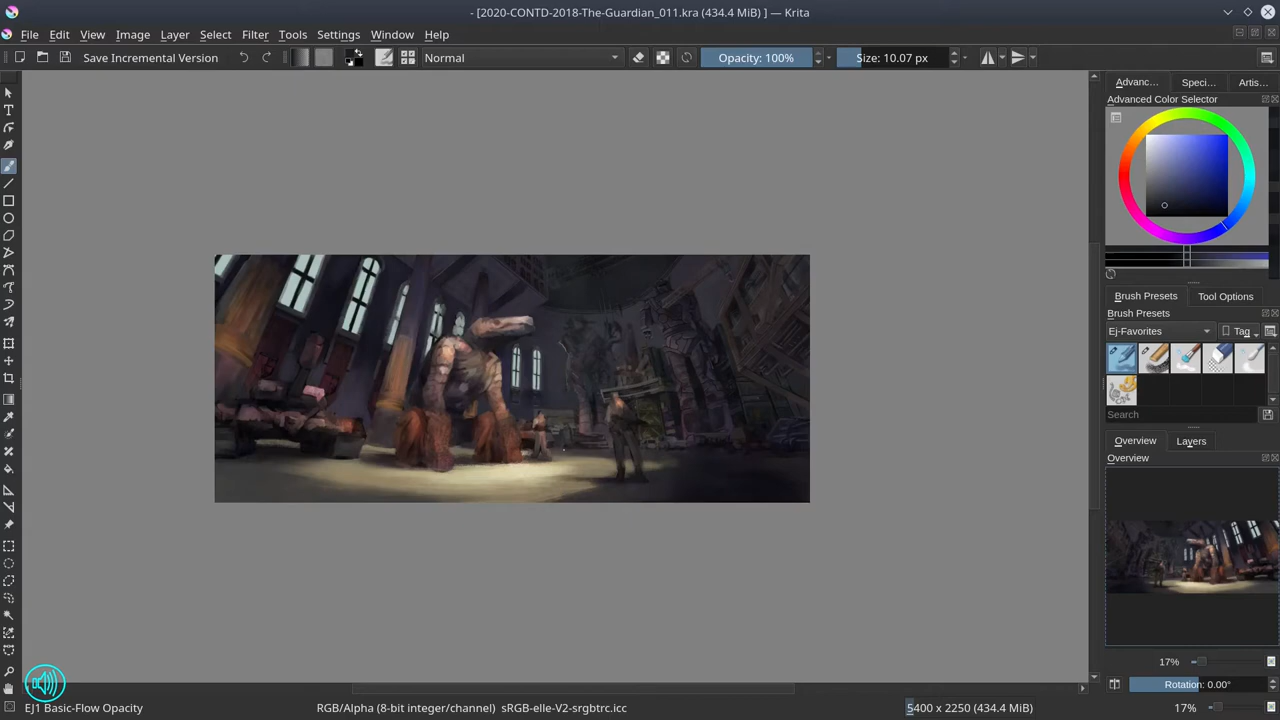 - [2020-CONTD-2018-The-Guardian_011.kra (434.4 MiB) ] — Krita
File Edit View Image Layer Select Filter Tools Settings Window Help
Save Incremental Version Normal Opacity: 100% Size: 10.07 px
Advanc... Speci... Artis...
Advanced Color Selector
Brush Presets Tool Options
Brush Presets
Ej-Favorites Tag
Search
Overview Layers
Overview
17%
Rotation: 0.00°
EJ1 Basic-Flow Opacity RGB/Alpha (8-bit integer/channel) sRGB-elle-V2-srgbtrc.icc 5400 x 2250 (434.4 MiB) 17%